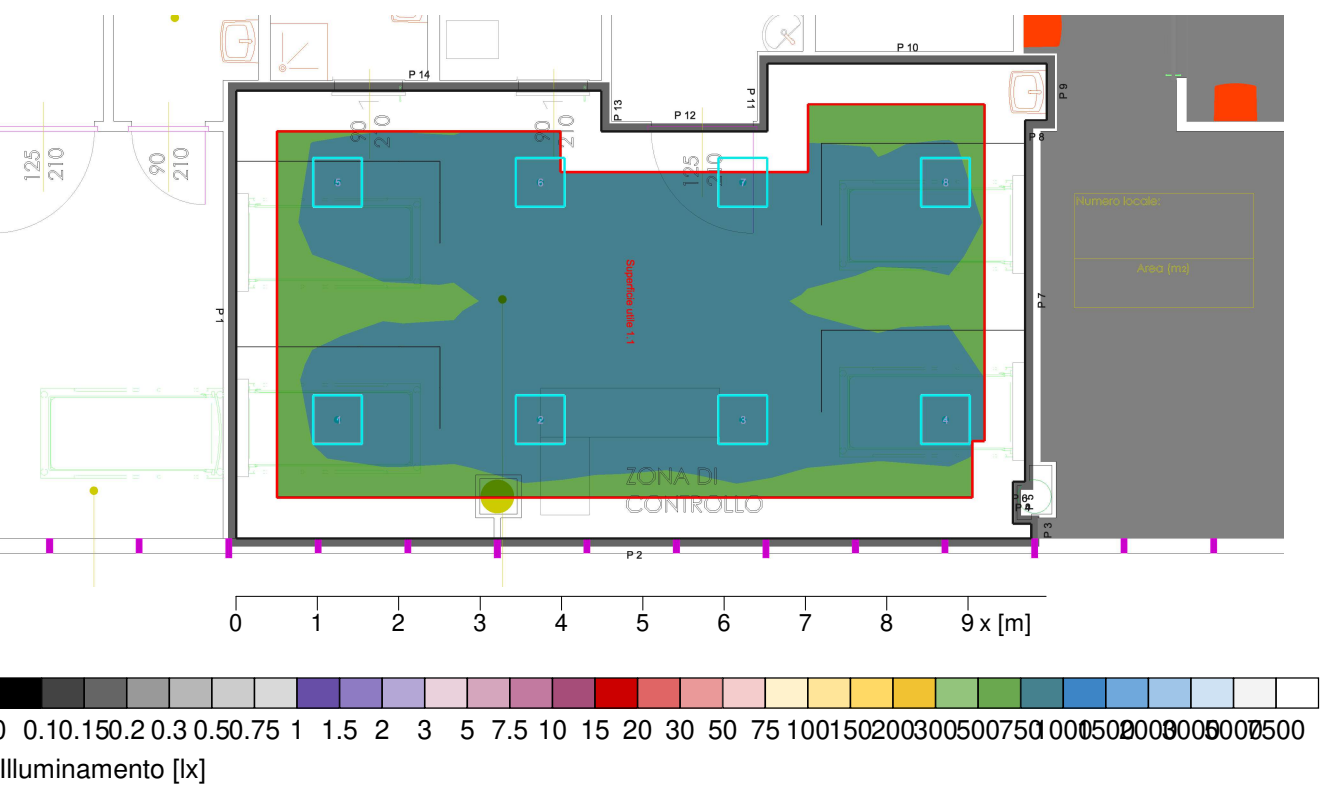 P 10
P 14
P 9
P 13
P 11
P 12
P 8
90
210
90
210
125
210
125
210
90
210
5
6
7
8
Numero locale:
Area (m2)
Superficie utile 1.1
P 1
P 7
1
2
3
4
ZONA DI
CONTROLLO
P 4
P 3
P 2
0 1 2 3 4 5 6 7 8 9 x [m]
0 0.1 0.15 0.2 0.3 0.5 0.75 1 1.5 2 3 5 7.5 10 15 20 30 50 75 100 150 200 300 500 750 1000 1500 2000 3000 5000 7500
Illuminamento [lx]